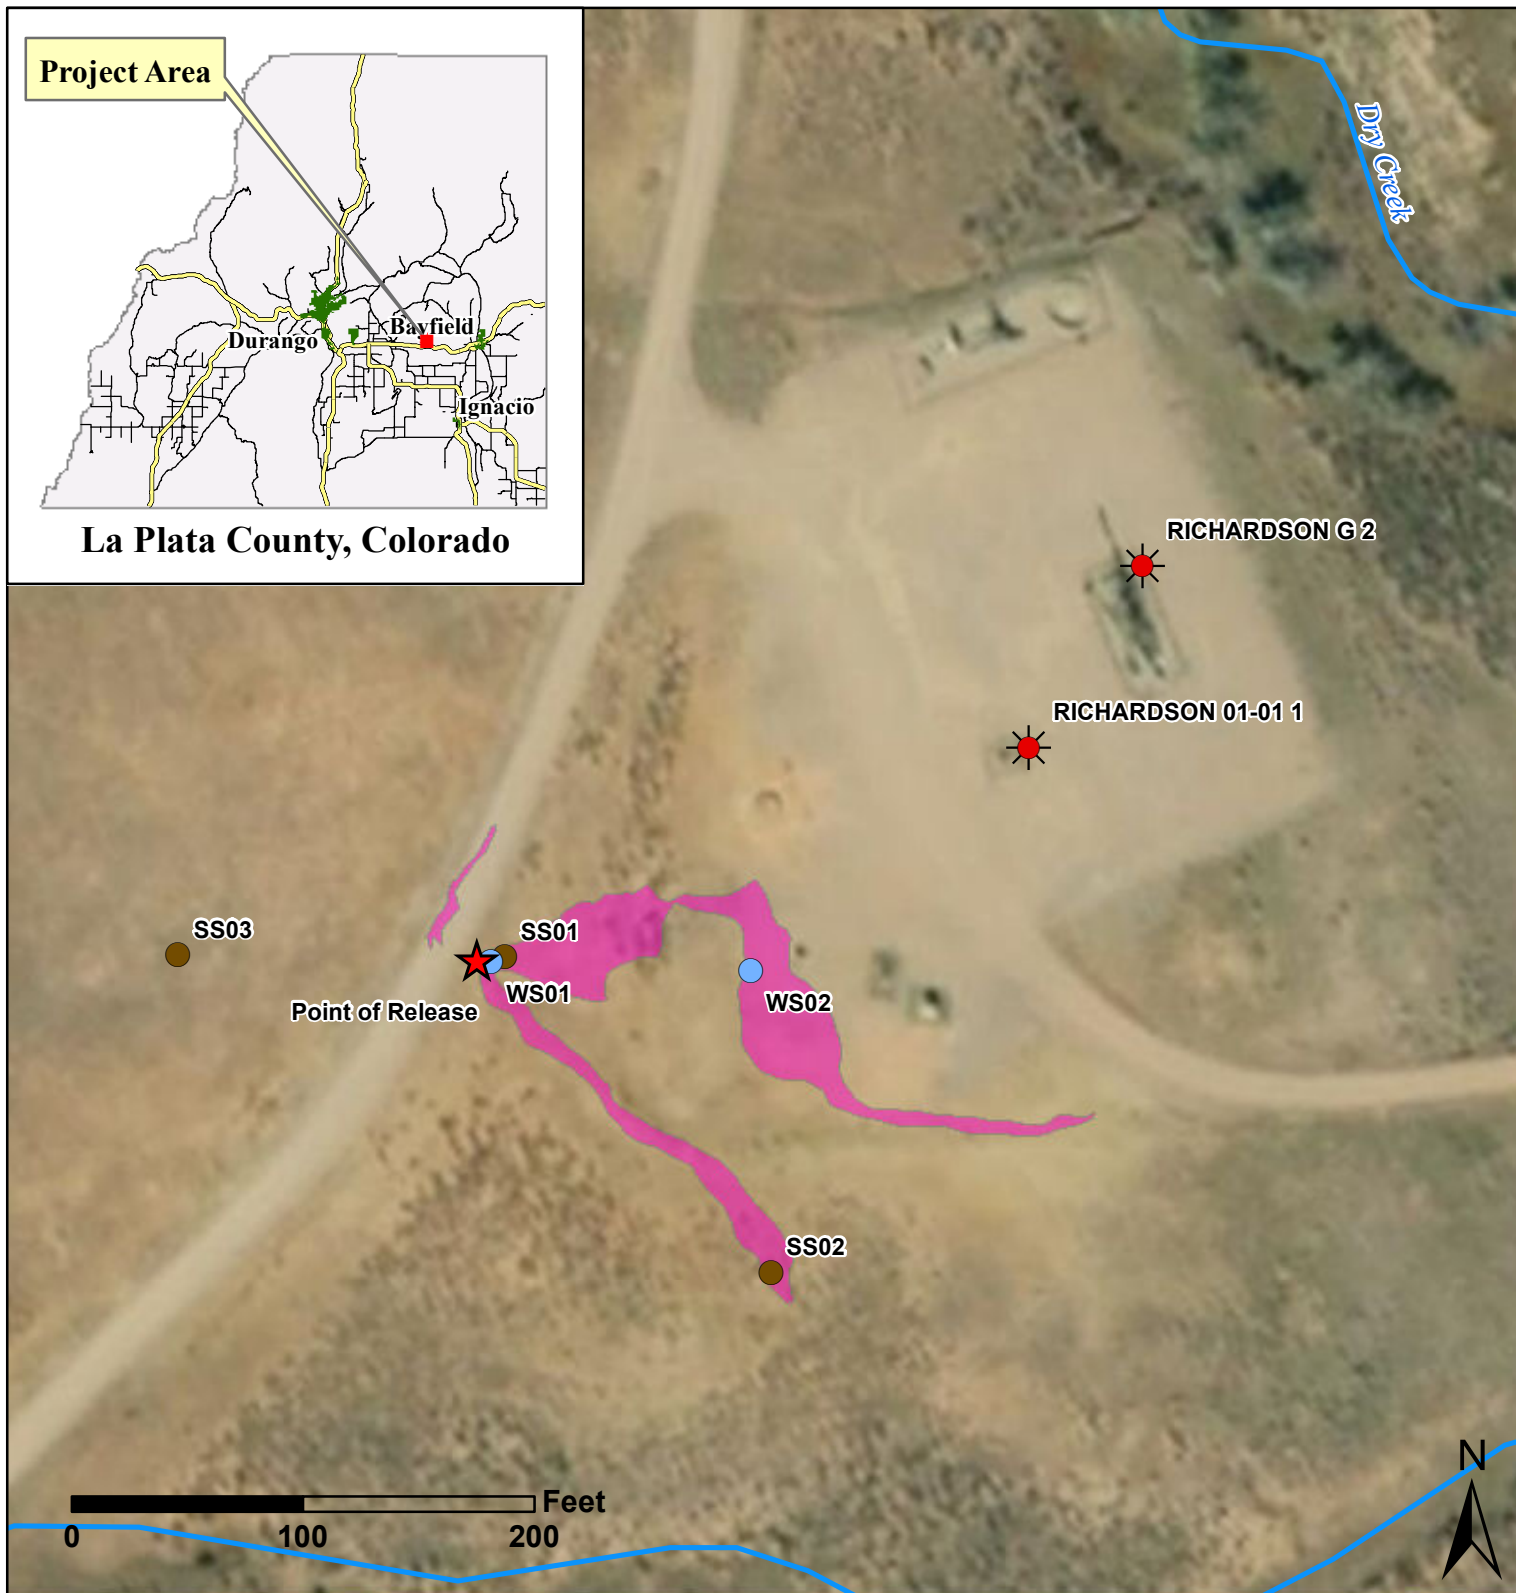 Project Area
Bayfield
Durango
Ignacio
La Plata County, Colorado
Dry Creek
RICHARDSON G 2
RICHARDSON 01-01 1
SS03
SS01
WS01
Point of Release
WS02
SS02
N
Feet
0 100 200